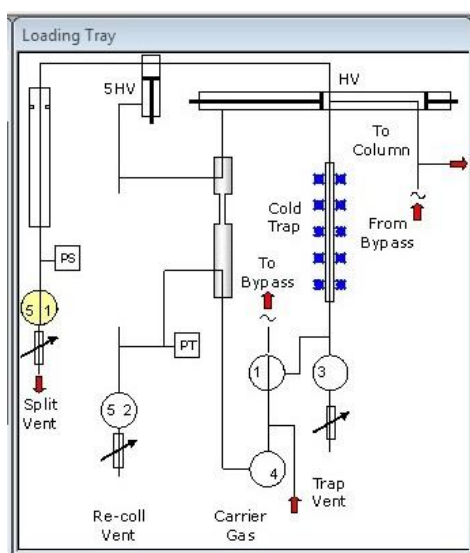 Loading Tray
5HV
HV
To
Column
Cold
Trap
From
Bypass
To
Bypass
PS
5 1
PT
1
3
Split
Vent
5 2
4
Trap
Vent
Re-coll
Vent
Carrier
Gas